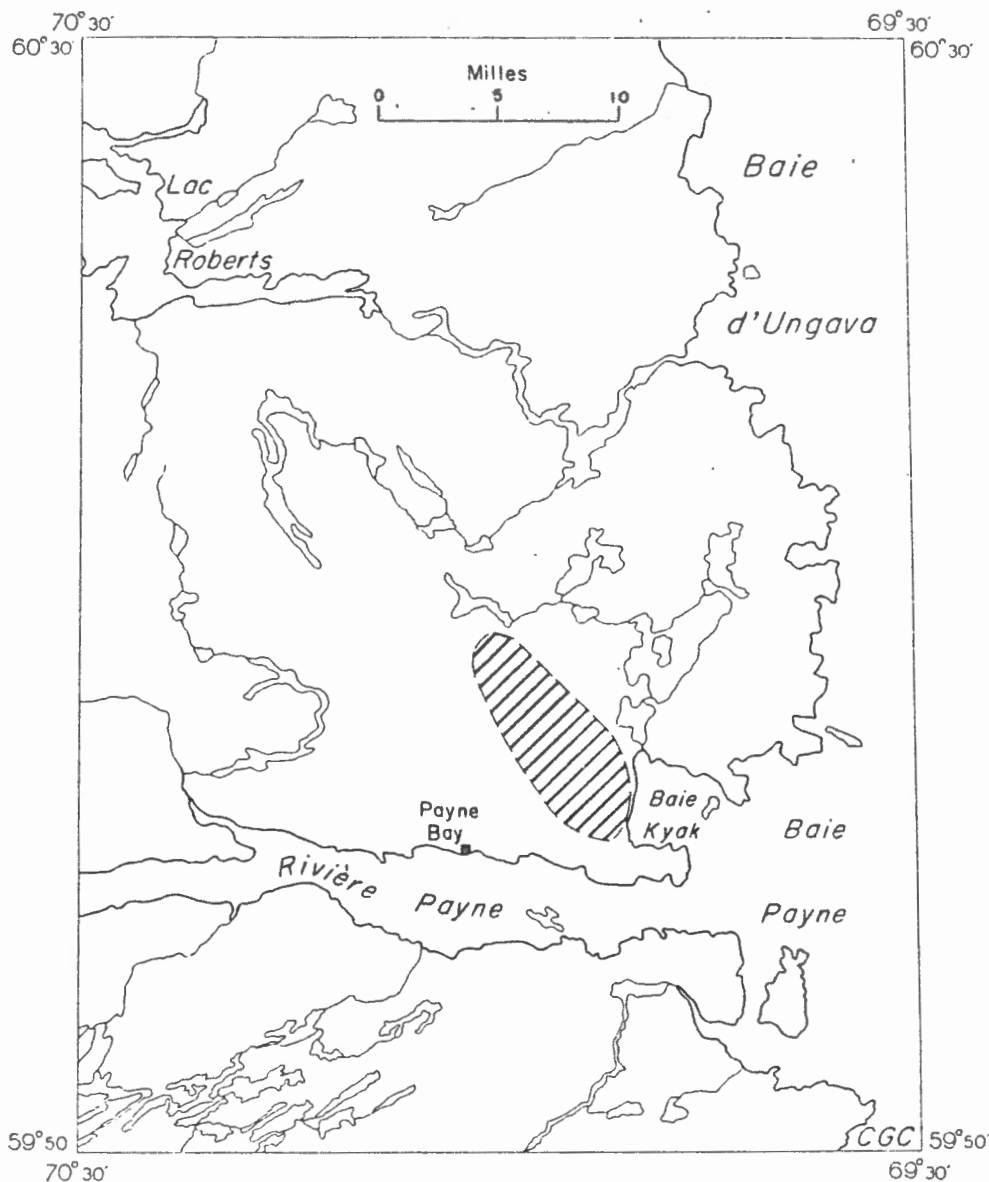 70°30'
69°30'
60°30'
60°30'
Milles
0 5 10
Baie
Lac
Roberts
d'Ungava
Payne
Bay
Baie
Kyak
Baie
Rivière
Payne
Payne
59°50
CGC
59°50'
70°30'
69°30'